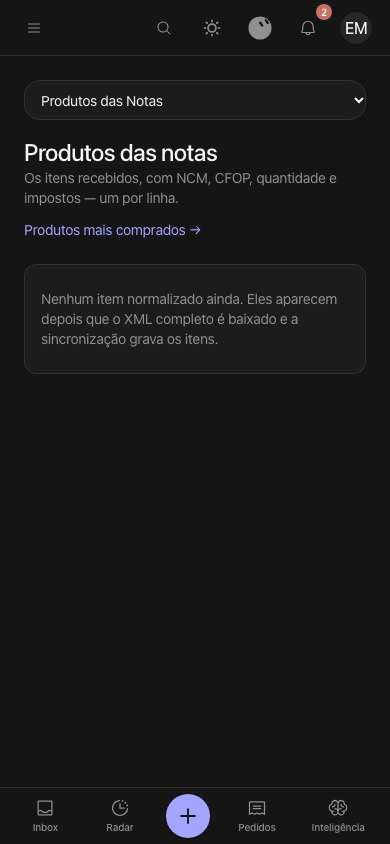 2
EM
Produtos das Notas
Produtos das notas
Os itens recebidos, com NCM, CFOP, quantidade e
impostos — um por linha.
Produtos mais comprados →
Nenhum item normalizado ainda. Eles aparecem
depois que o XML completo é baixado e a
sincronização grava os itens.
Inbox
Radar
Pedidos
Inteligência